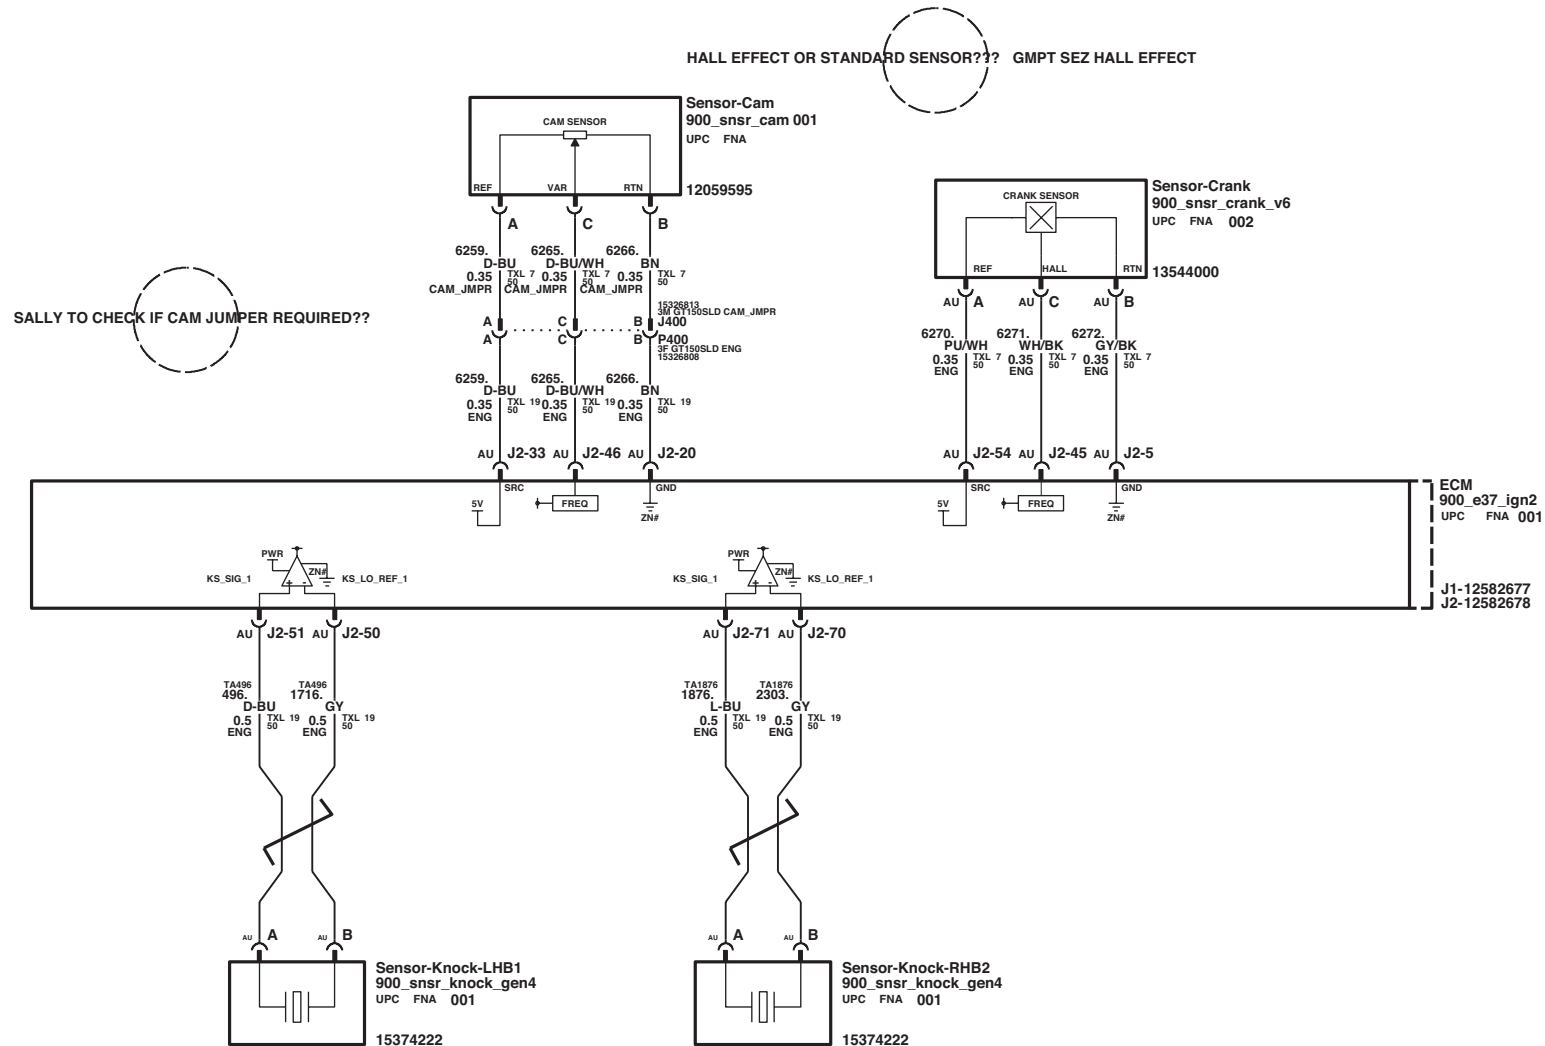 HALL EFFECT OR STANDARD SENSOR??? GMPT SEZ HALL EFFECT
Sensor-Cam
900_snsr_cam 001
UPC FNA
CAM SENSOR
REF VAR RTN
12059595
A C B
Sensor-Crank
900_snsr_crank_v6
UPC FNA 002
CRANK SENSOR
REF HALL RTN
13544000
AU A AU C AU B
6259. 6265. 6266.
D-BU D-BU/WH BN
0.35 TXL 7 0.35 TXL 7 0.35 TXL 7
50 50 50
CAM_JMPR CAM_JMPR CAM_JMPR
SALLY TO CHECK IF CAM JUMPER REQUIRED??
15326813
3M GT150SLD CAM_JMPR
A C B J400
A C B P400
3F GT150SLD ENG
15326808
6270. 6271. 6272.
PU/WH WH/BK GY/BK
0.35 TXL 7 0.35 TXL 7 0.35 TXL 7
ENG 50 ENG 50 ENG 50
6259. 6265. 6266.
D-BU D-BU/WH BN
0.35 TXL 19 0.35 TXL 19 0.35 TXL 19
ENG 50 ENG 50 ENG 50
AU J2-33 AU J2-46 AU J2-20
AU J2-54 AU J2-45 AU J2-5
SRC GND
5V FREQ
ZN#
SRC GND
5V FREQ
ZN#
ECM
900_e37_ign2
UPC FNA 001
J1-12582677
J2-12582678
PWR
ZN#
KS_SIG_1 + - KS_LO_REF_1
PWR
ZN#
KS_SIG_1 + - KS_LO_REF_1
AU J2-51 AU J2-50
AU J2-71 AU J2-70
TA496 TA496
496. 1716.
D-BU GY
0.5 TXL 19 0.5 TXL 19
ENG 50 ENG 50
TA1876 TA1876
1876. 2303.
L-BU GY
0.5 TXL 19 0.5 TXL 19
ENG 50 ENG 50
AU A AU B
AU A AU B
Sensor-Knock-LHB1
900_snsr_knock_gen4
UPC FNA 001
15374222
Sensor-Knock-RHB2
900_snsr_knock_gen4
UPC FNA 001
15374222